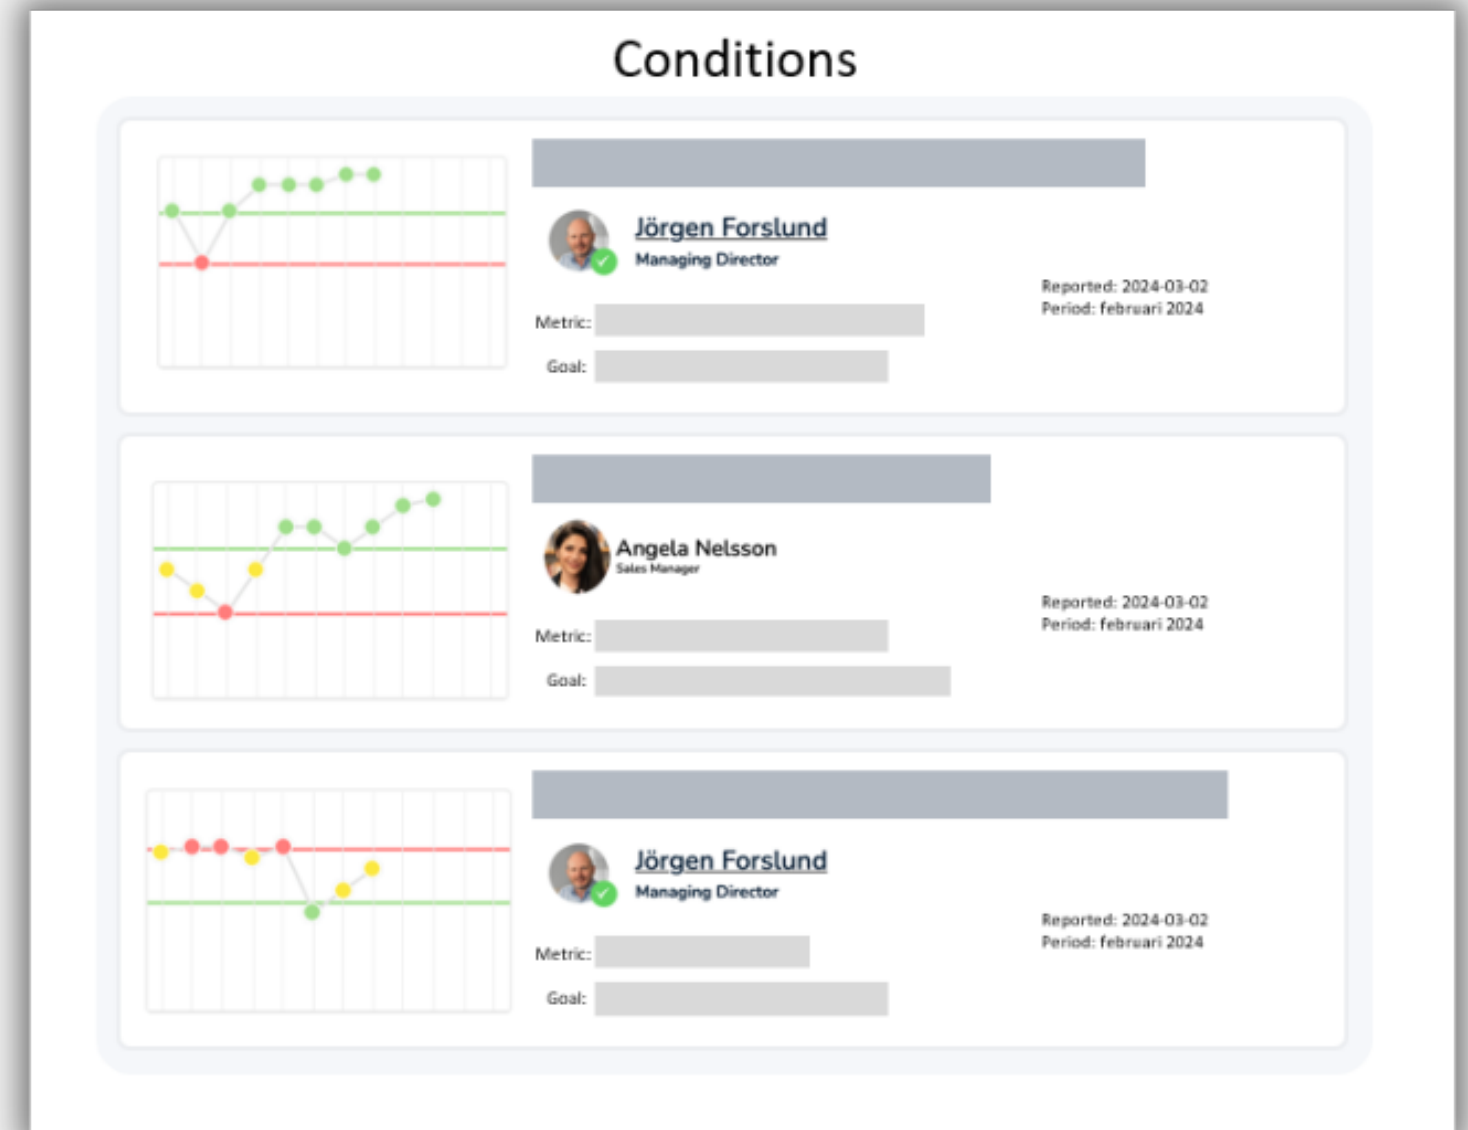 Conditions
Jörgen Forslund
Managing Director
Reported: 2024-03-02
Period: februari 2024
Metric:
Goal:
Angela Nelsson
Sales Manager
Reported: 2024-03-02
Period: februari 2024
Metric:
Goal:
Jörgen Forslund
Managing Director
Reported: 2024-03-02
Period: februari 2024
Metric:
Goal: